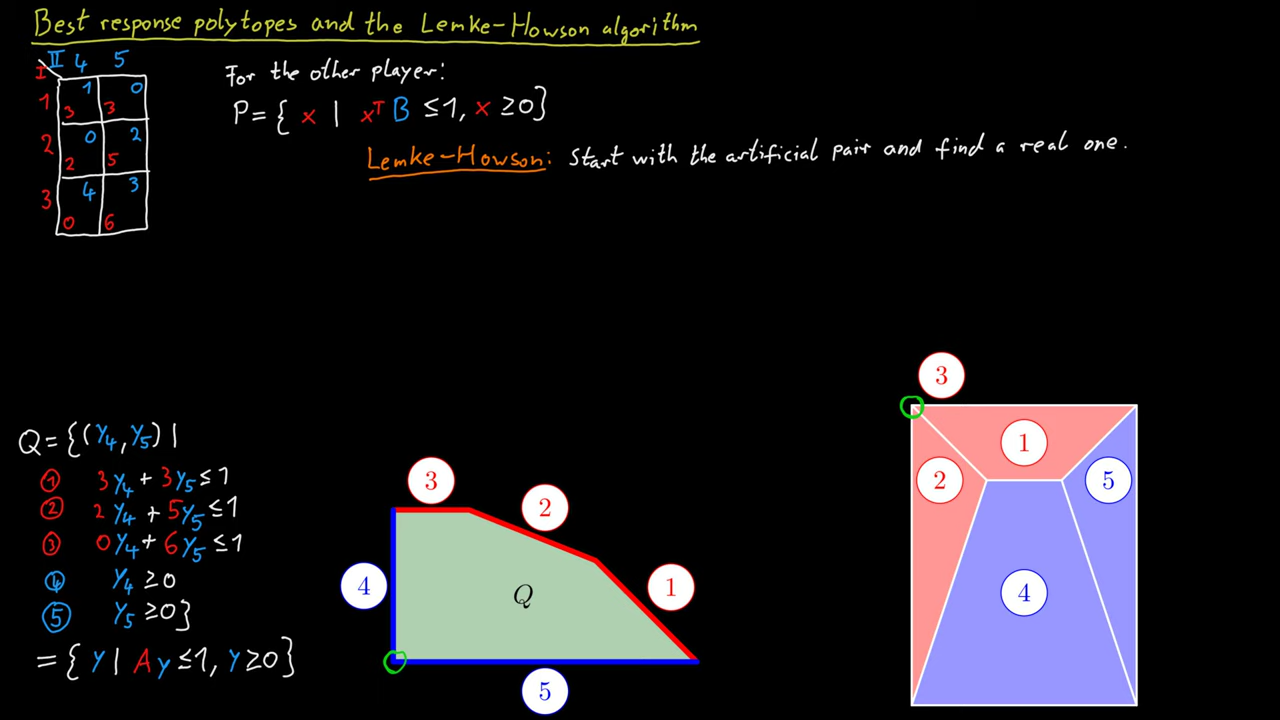 Best response polytopes and the Lemke-Howson algorithm
II 4 5
I
1 1 0
3 3
2 0 2
2 5
3 4 3
0 6
For the other player:
P = { x | xᵀ B ≤ 1, x ≥ 0 }
Lemke-Howson: Start with the artificial pair and find a real one.
Q = { (y₄, y₅) |
① 3y₄ + 3y₅ ≤ 1
② 2y₄ + 5y₅ ≤ 1
③ 0y₄ + 6y₅ ≤ 1
④ y₄ ≥ 0
⑤ y₅ ≥ 0 }
= { y | Ay ≤ 1, y ≥ 0 }
3
2
4
Q
1
5
3
1
2
5
4